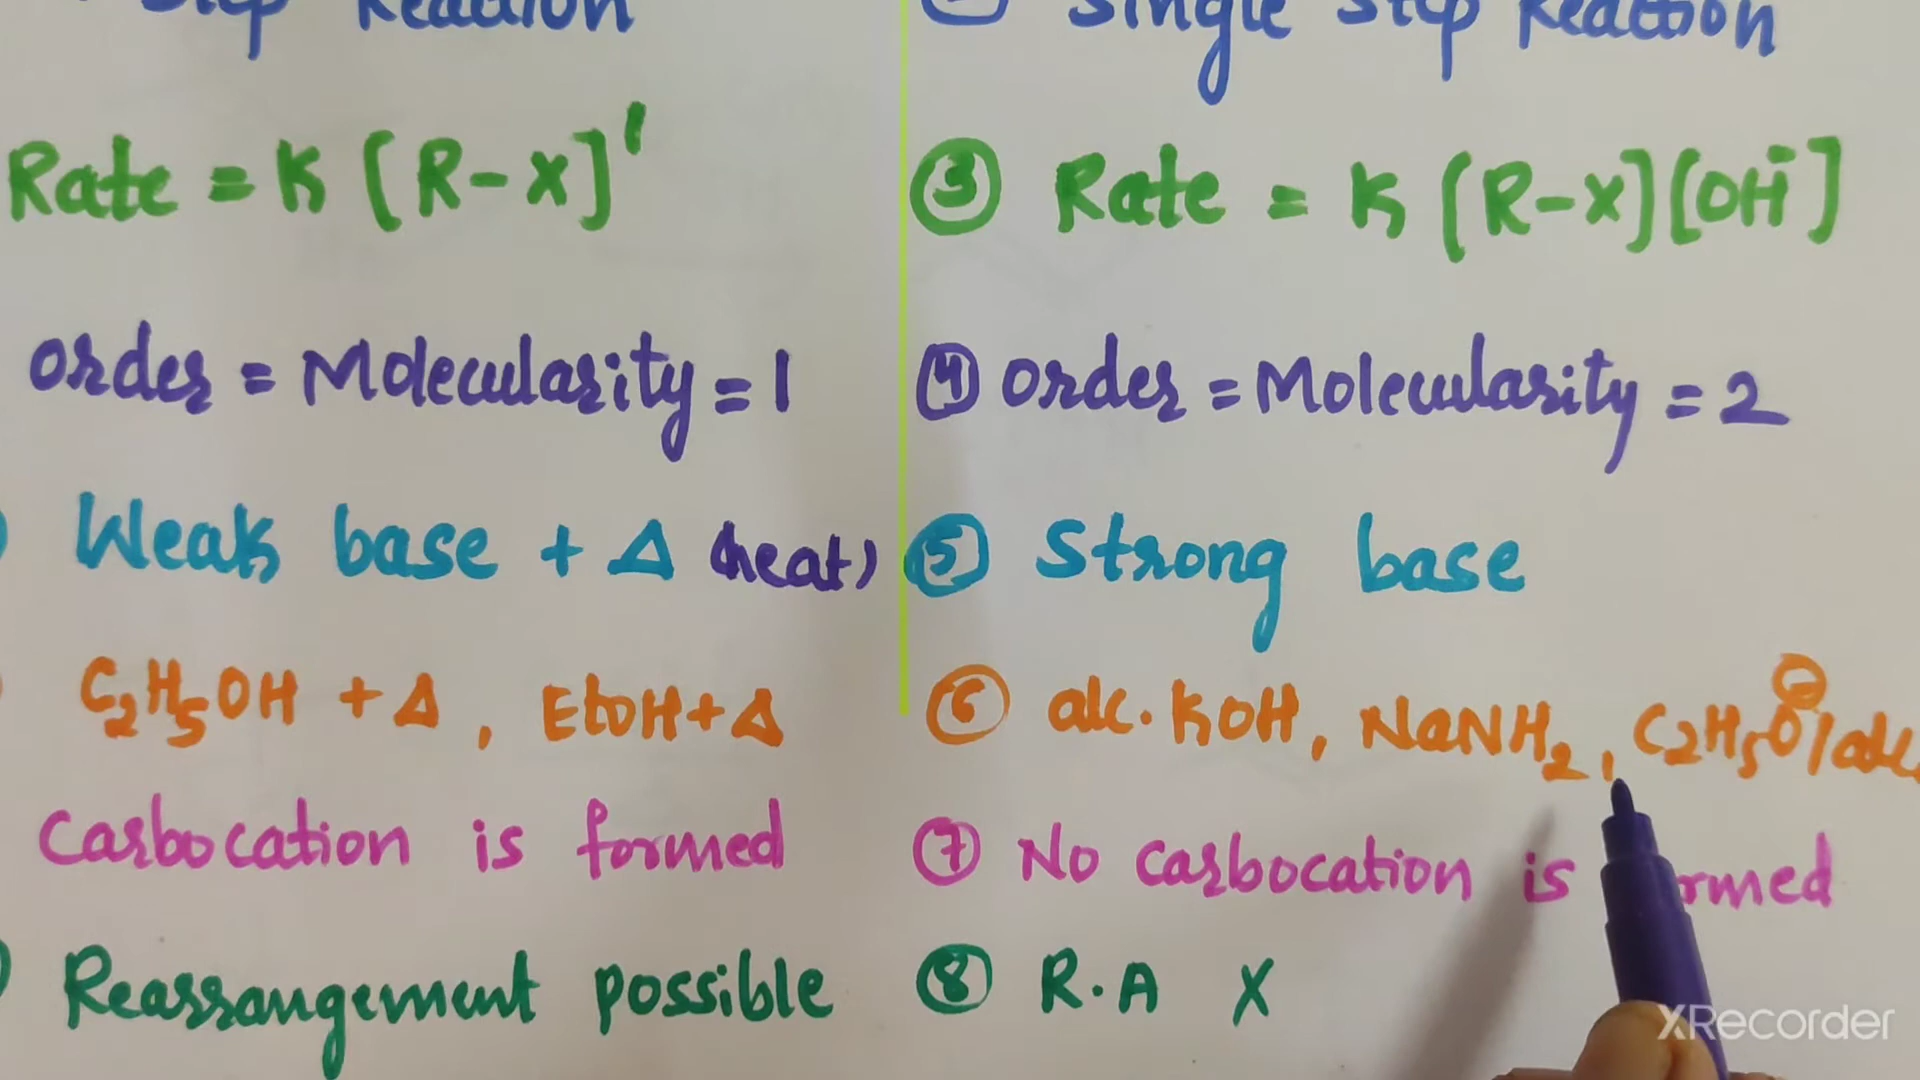 Step Reaction
Rate = K [R-X]¹
Order = Molecularity = 1
Weak base + Δ (heat)
C₂H₅OH + Δ, EtOH + Δ
Carbocation is formed
Rearrangement possible
Single Step Reaction
③ Rate = K [R-X][OH⁻]
④ Order = Molecularity = 2
⑤ Strong base
⑥ alc. KOH, NaNH₂, C₂H₅O⊖/alc
⑦ No Carbocation is rmed
⑧ R.A X
XRecorder